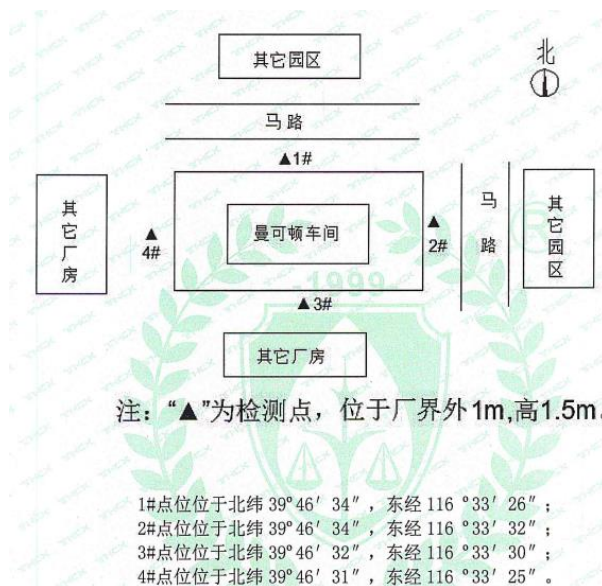 其它园区
北
马路
▲1#
其它厂房
▲
4#
曼可顿车间
▲
2#
马路
其它园区
-1999-
®
▲3#
其它厂房
注：“▲”为检测点，位于厂界外1m,高1.5m。
1#点位位于北纬 39°46′34″，东经 116°33′26″；
2#点位位于北纬 39°46′34″，东经 116°33′32″；
3#点位位于北纬 39°46′32″，东经 116°33′30″；
4#点位位于北纬 39°46′31″，东经 116°33′25″。